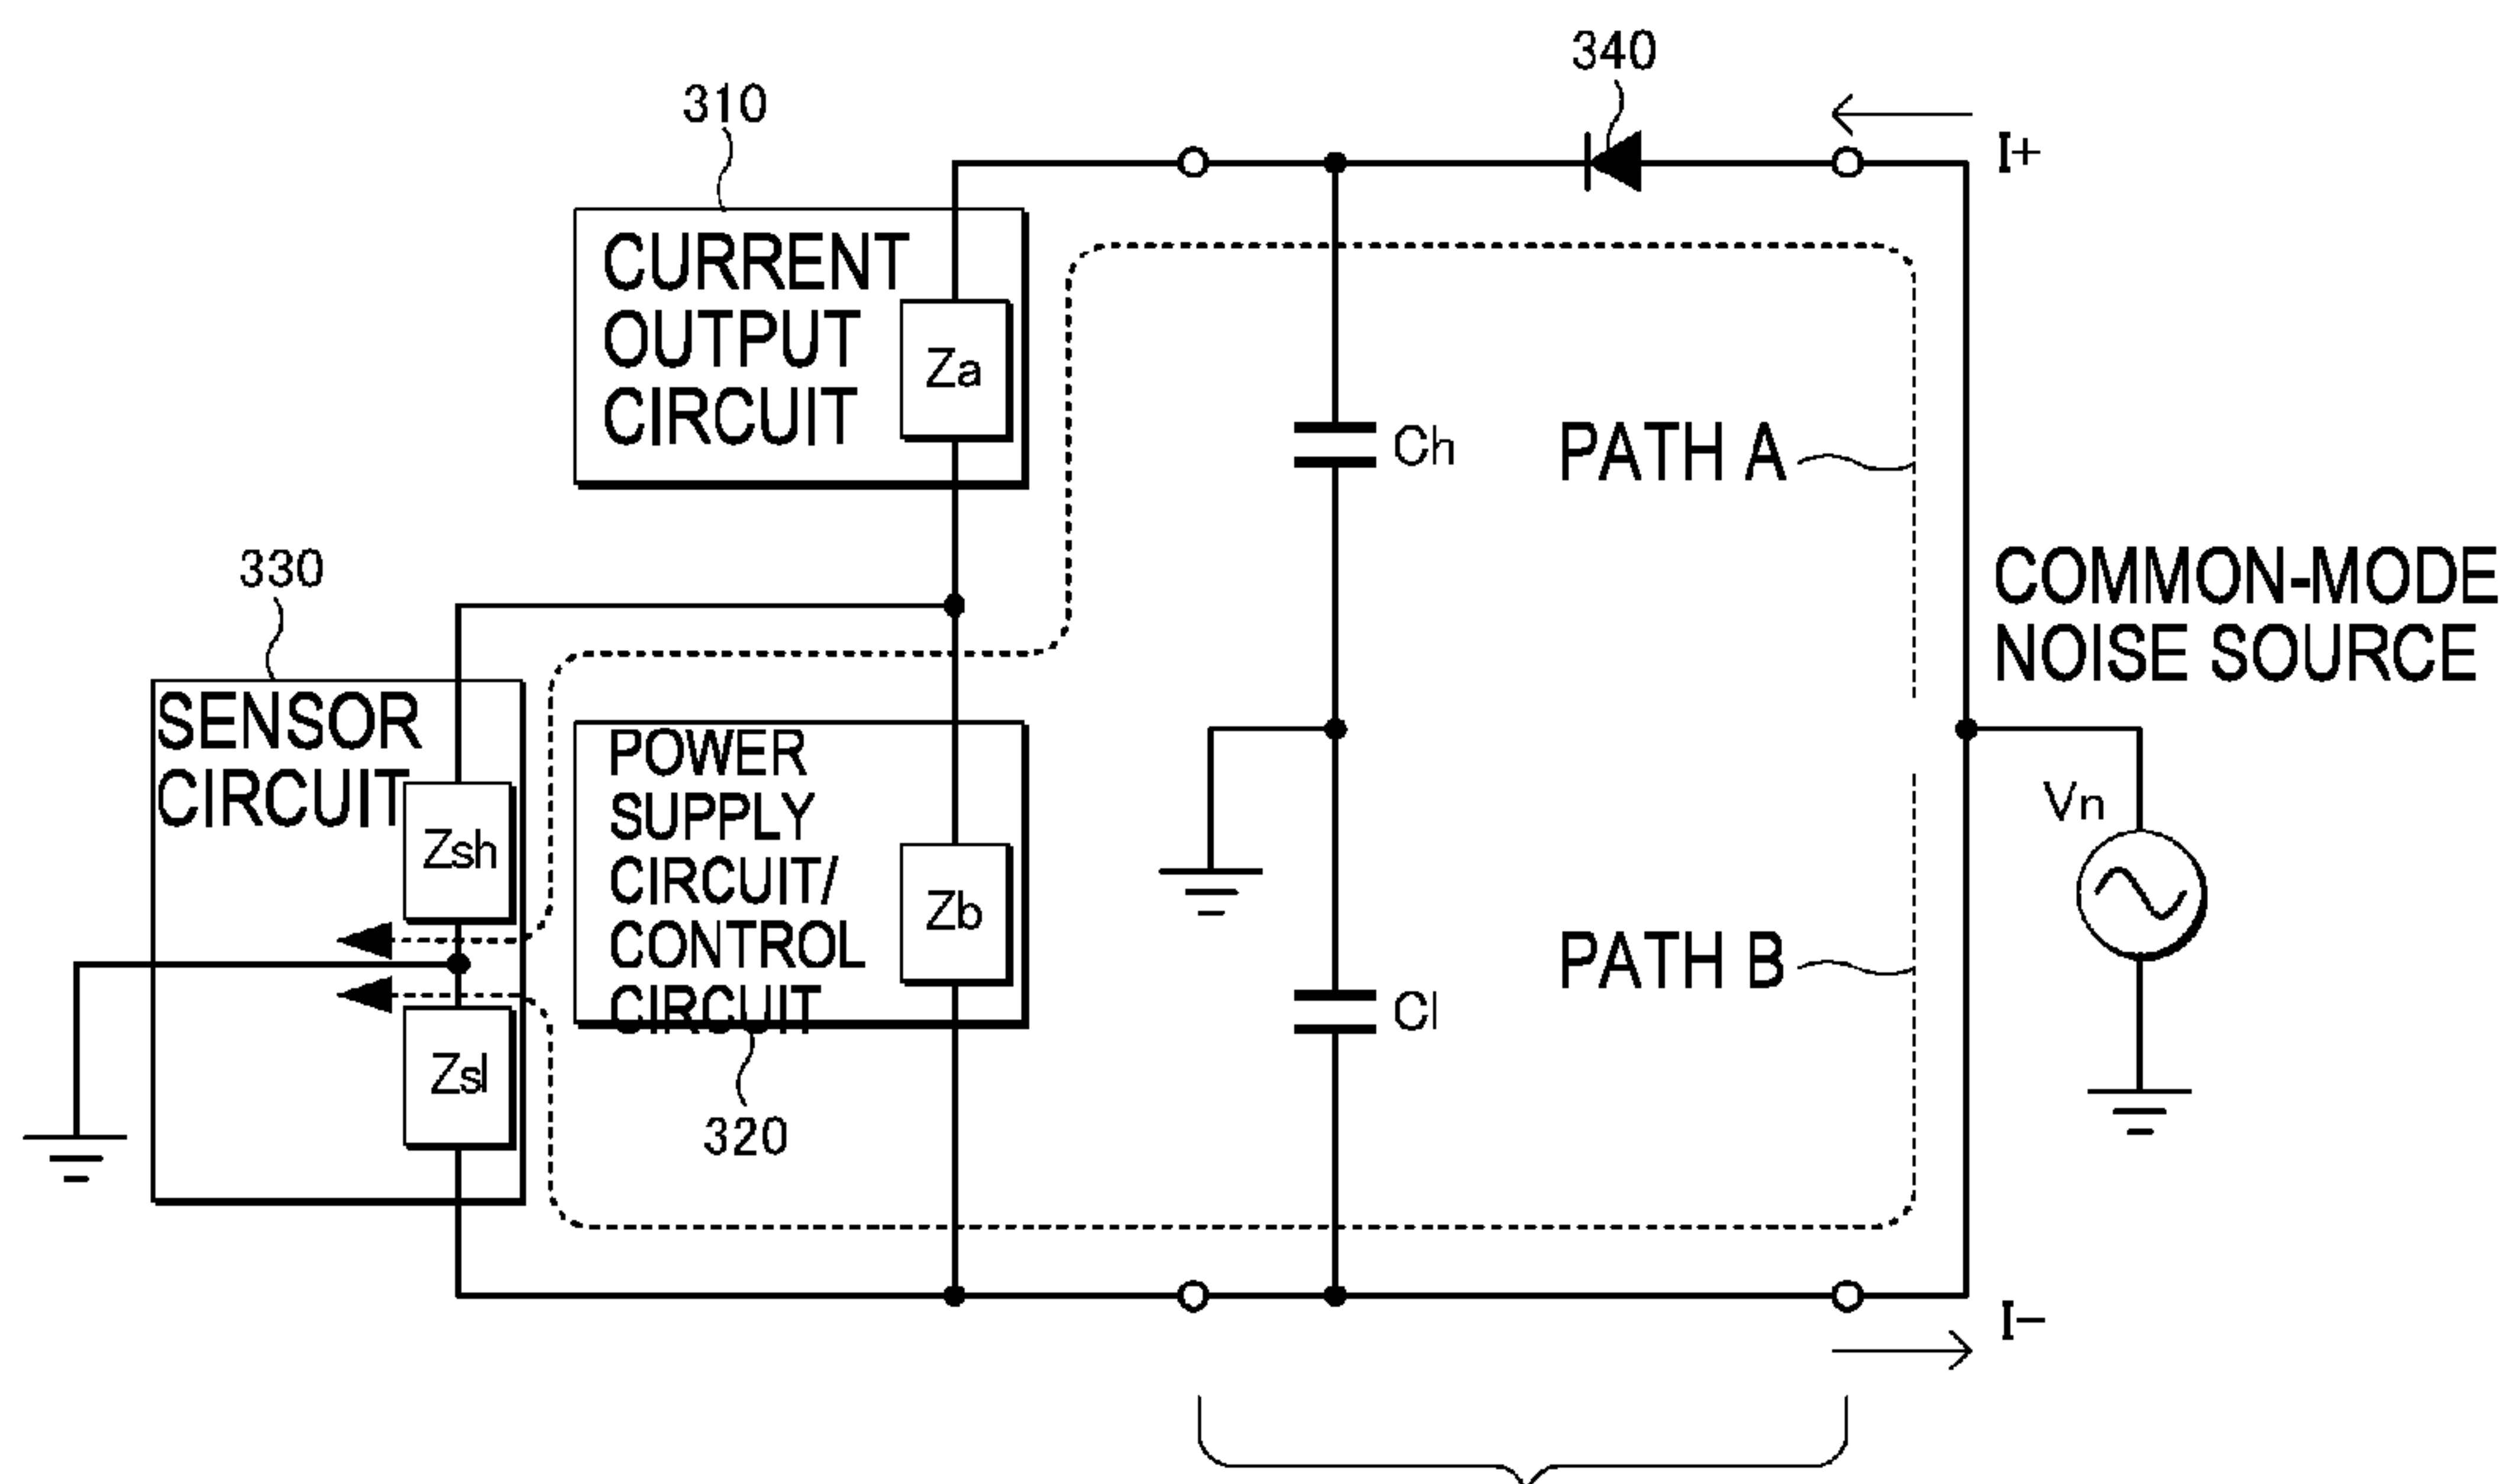 340
310
I+
CURRENT
OUTPUT
CIRCUIT
Za
Ch
PATH A
330
COMMON-MODE
NOISE SOURCE
SENSOR
CIRCUIT
Zsh
POWER
SUPPLY
CIRCUIT/
CONTROL
CIRCUIT
Zb
Vn
PATH B
Cl
Zsl
320
I−